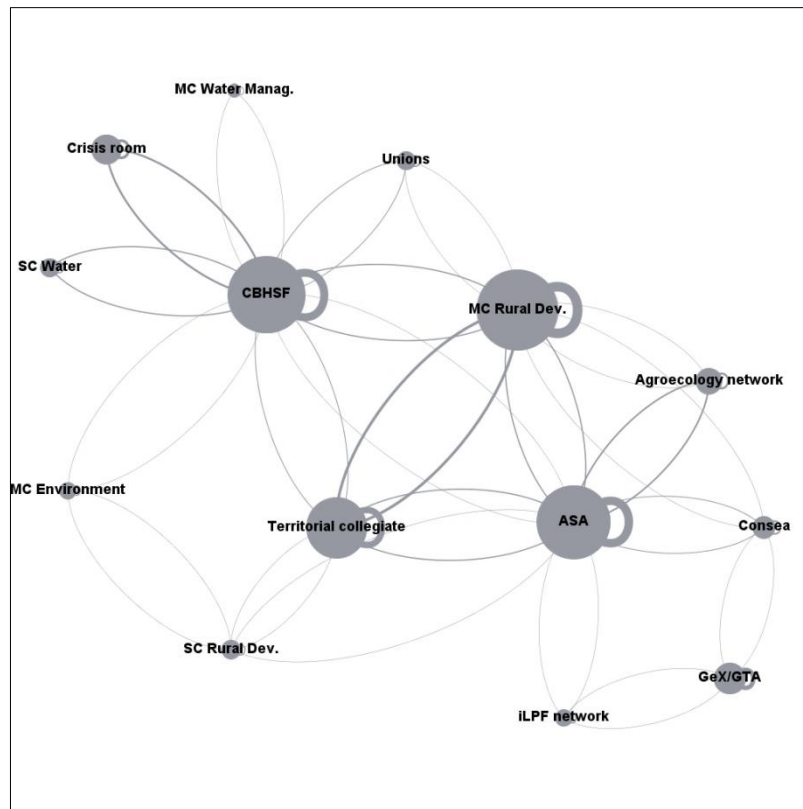 MC Water Manag.
Crisis room
Unions
SC Water
CBHSF
MC Rural Dev.
Agroecology network
MC Environment
Territorial collegiate
ASA
Consea
SC Rural Dev.
GeX/GTA
iLPF network